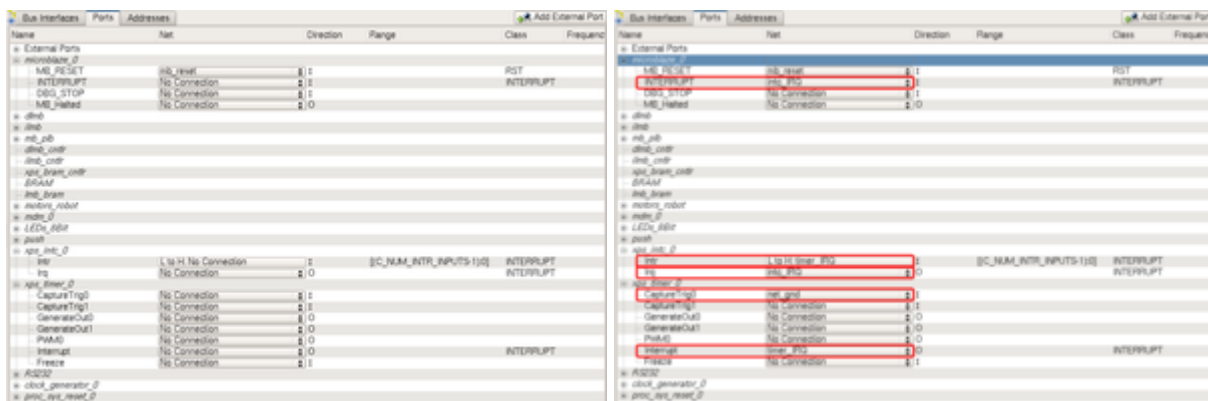 Bus Interfaces Ports Addresses Add External Port
Name Net Direction Range Class Frequenc
External Ports
microblaze_0
MB_RESET mb_reset I RST
INTERRUPT No Connection I INTERRUPT
DBG_STOP No Connection I
MB_Halted No Connection O
dlmb
ilmb
mb_plb
dlmb_cntlr
ilmb_cntlr
xps_bram_cntlr
BRAM
lmb_bram
motors_robot
mdm_0
LEDs_8Bit
push
xps_intc_0
Intr L to H: No Connection I [(C_NUM_INTR_INPUTS-1):0] INTERRUPT
Irq No Connection O INTERRUPT
xps_timer_0
CaptureTrig0 No Connection I
CaptureTrig1 No Connection I
GenerateOut0 No Connection O
GenerateOut1 No Connection O
PWM0 No Connection O
Interrupt No Connection O INTERRUPT
Freeze No Connection I
RS232
clock_generator_0
proc_sys_reset_0
Bus Interfaces Ports Addresses Add External Port
Name Net Direction Range Class Frequen
External Ports
microblaze_0
MB_RESET mb_reset I RST
INTERRUPT intc_IRQ I INTERRUPT
DBG_STOP No Connection I
MB_Halted No Connection O
dlmb
ilmb
mb_plb
dlmb_cntlr
ilmb_cntlr
xps_bram_cntlr
BRAM
lmb_bram
motors_robot
mdm_0
LEDs_8Bit
push
xps_intc_0
Intr L to H: timer_IRQ I [(C_NUM_INTR_INPUTS-1):0] INTERRUPT
Irq intc_IRQ O INTERRUPT
xps_timer_0
CaptureTrig0 net_gnd I
CaptureTrig1 No Connection I
GenerateOut0 No Connection O
GenerateOut1 No Connection O
PWM0 No Connection O
Interrupt timer_IRQ O INTERRUPT
Freeze No Connection I
RS232
clock_generator_0
proc_sys_reset_0